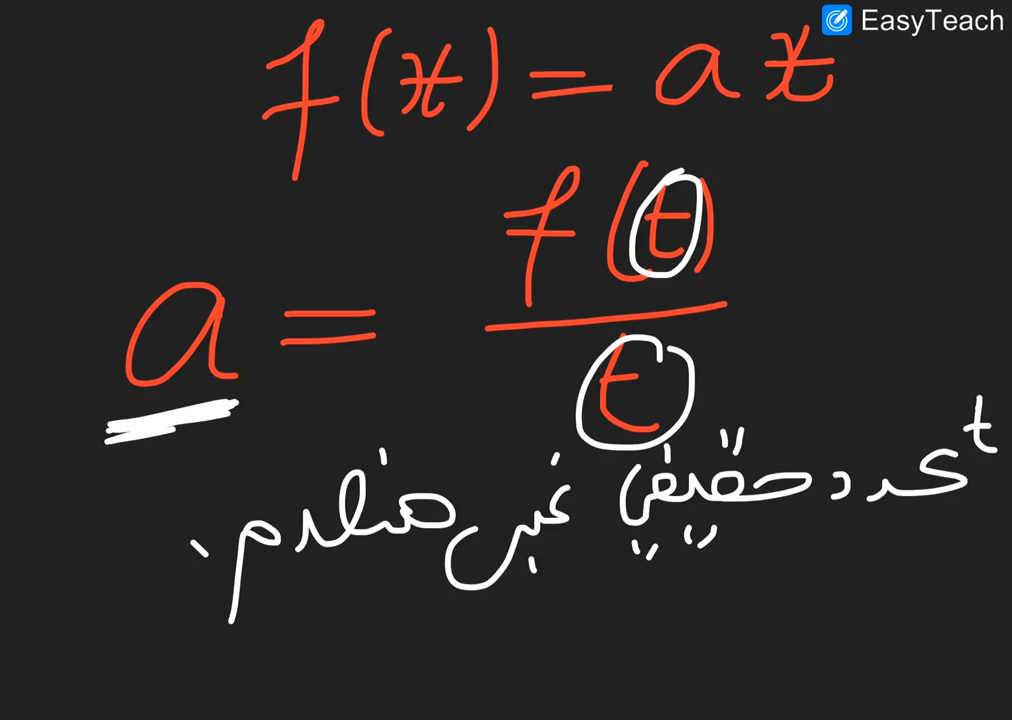 EasyTeach
f(x) = ax
a = f(t) / t
t عدد حقيقي غير منعدم.